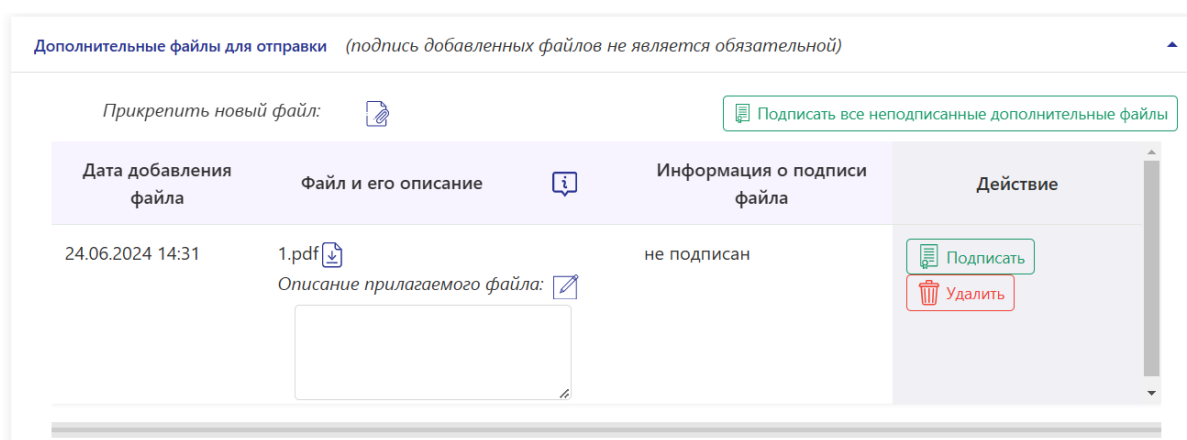 Дополнительные файлы для отправки (подпись добавленных файлов не является обязательной)
Прикрепить новый файл:
Подписать все неподписанные дополнительные файлы
Дата добавления
файла
Файл и его описание
Информация о подписи
файла
Действие
24.06.2024 14:31
1.pdf
не подписан
Подписать
Описание прилагаемого файла:
Удалить